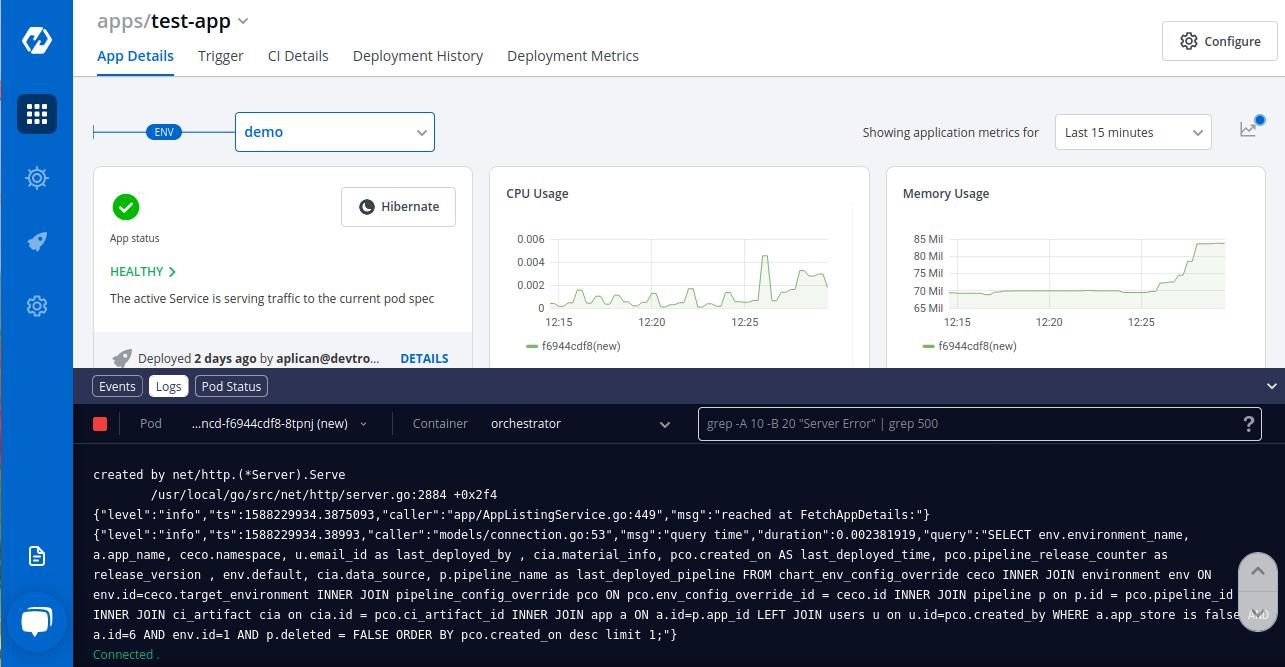 apps/test-app
App Details Trigger CI Details Deployment History Deployment Metrics
Configure
ENV demo
Showing application metrics for Last 15 minutes
Hibernate
App status
HEALTHY
The active Service is serving traffic to the current pod spec
Deployed 2 days ago by aplican@devtro... DETAILS
CPU Usage
0.006
0.004
0.002
0
12:15 12:20 12:25
f6944cdf8(new)
Memory Usage
85 Mil
80 Mil
75 Mil
70 Mil
65 Mil
12:15 12:20 12:25
f6944cdf8(new)
Events Logs Pod Status
Pod ...ncd-f6944cdf8-8tpnj (new) Container orchestrator grep -A 10 -B 20 "Server Error" | grep 500 ?
created by net/http.(*Server).Serve
/usr/local/go/src/net/http/server.go:2884 +0x2f4
{"level":"info","ts":1588229934.3875093,"caller":"app/AppListingService.go:449","msg":"reached at FetchAppDetails:"}
{"level":"info","ts":1588229934.38993,"caller":"models/connection.go:53","msg":"query time","duration":0.002381919,"query":"SELECT env.environment_name,
a.app_name, ceco.namespace, u.email_id as last_deployed_by , cia.material_info, pco.created_on AS last_deployed_time, pco.pipeline_release_counter as
release_version , env.default, cia.data_source, p.pipeline_name as last_deployed_pipeline FROM chart_env_config_override ceco INNER JOIN environment env ON
env.id=ceco.target_environment INNER JOIN pipeline_config_override pco ON pco.env_config_override_id = ceco.id INNER JOIN pipeline p on p.id = pco.pipeline_id
INNER JOIN ci_artifact cia on cia.id = pco.ci_artifact_id INNER JOIN app a ON a.id=p.app_id LEFT JOIN users u on u.id=pco.created_by WHERE a.app_store is false AND
a.id=6 AND env.id=1 AND p.deleted = FALSE ORDER BY pco.created_on desc limit 1;"}
Connected .